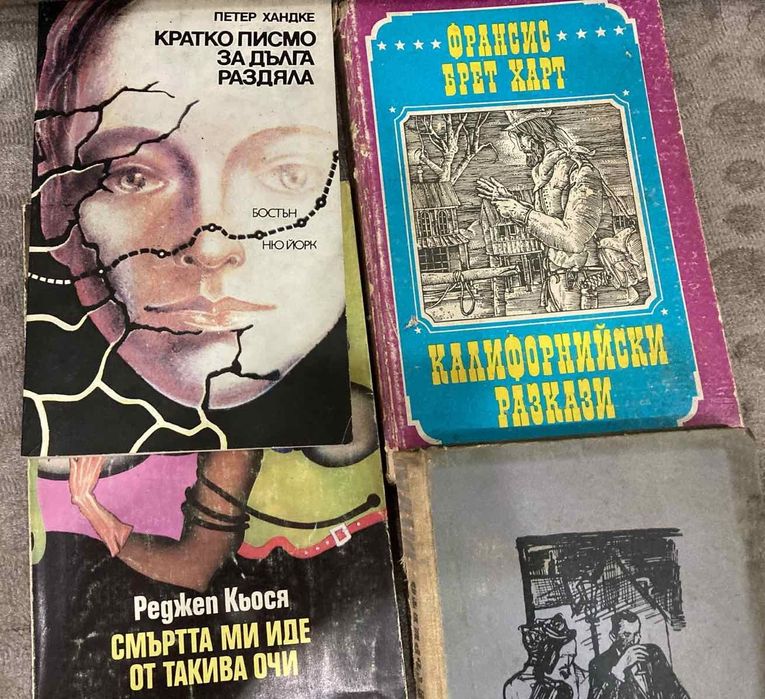 ПЕТЕР ХАНДКЕ
КРАТКО ПИСМО
ЗА ДЪЛГА
РАЗДЯЛА
БОСТЪН
НЮ ЙОРК
ФРАНСИС
БРЕТ ХАРТ
КАЛИФОРНИЙСКИ
РАЗКАЗИ
Реджеп Кьося
СМЪРТТА МИ ИДЕ
ОТ ТАКИВА ОЧИ